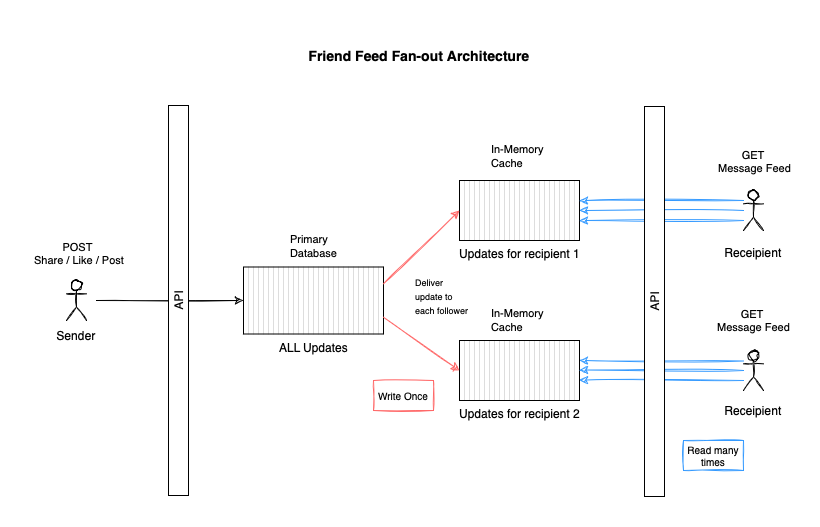 Friend Feed Fan-out Architecture
POST
Share / Like / Post
Sender
API
Primary
Database
ALL Updates
Deliver
update to
each follower
Write Once
In-Memory
Cache
Updates for recipient 1
In-Memory
Cache
Updates for recipient 2
API
GET
Message Feed
Receipient
GET
Message Feed
Receipient
Read many
times